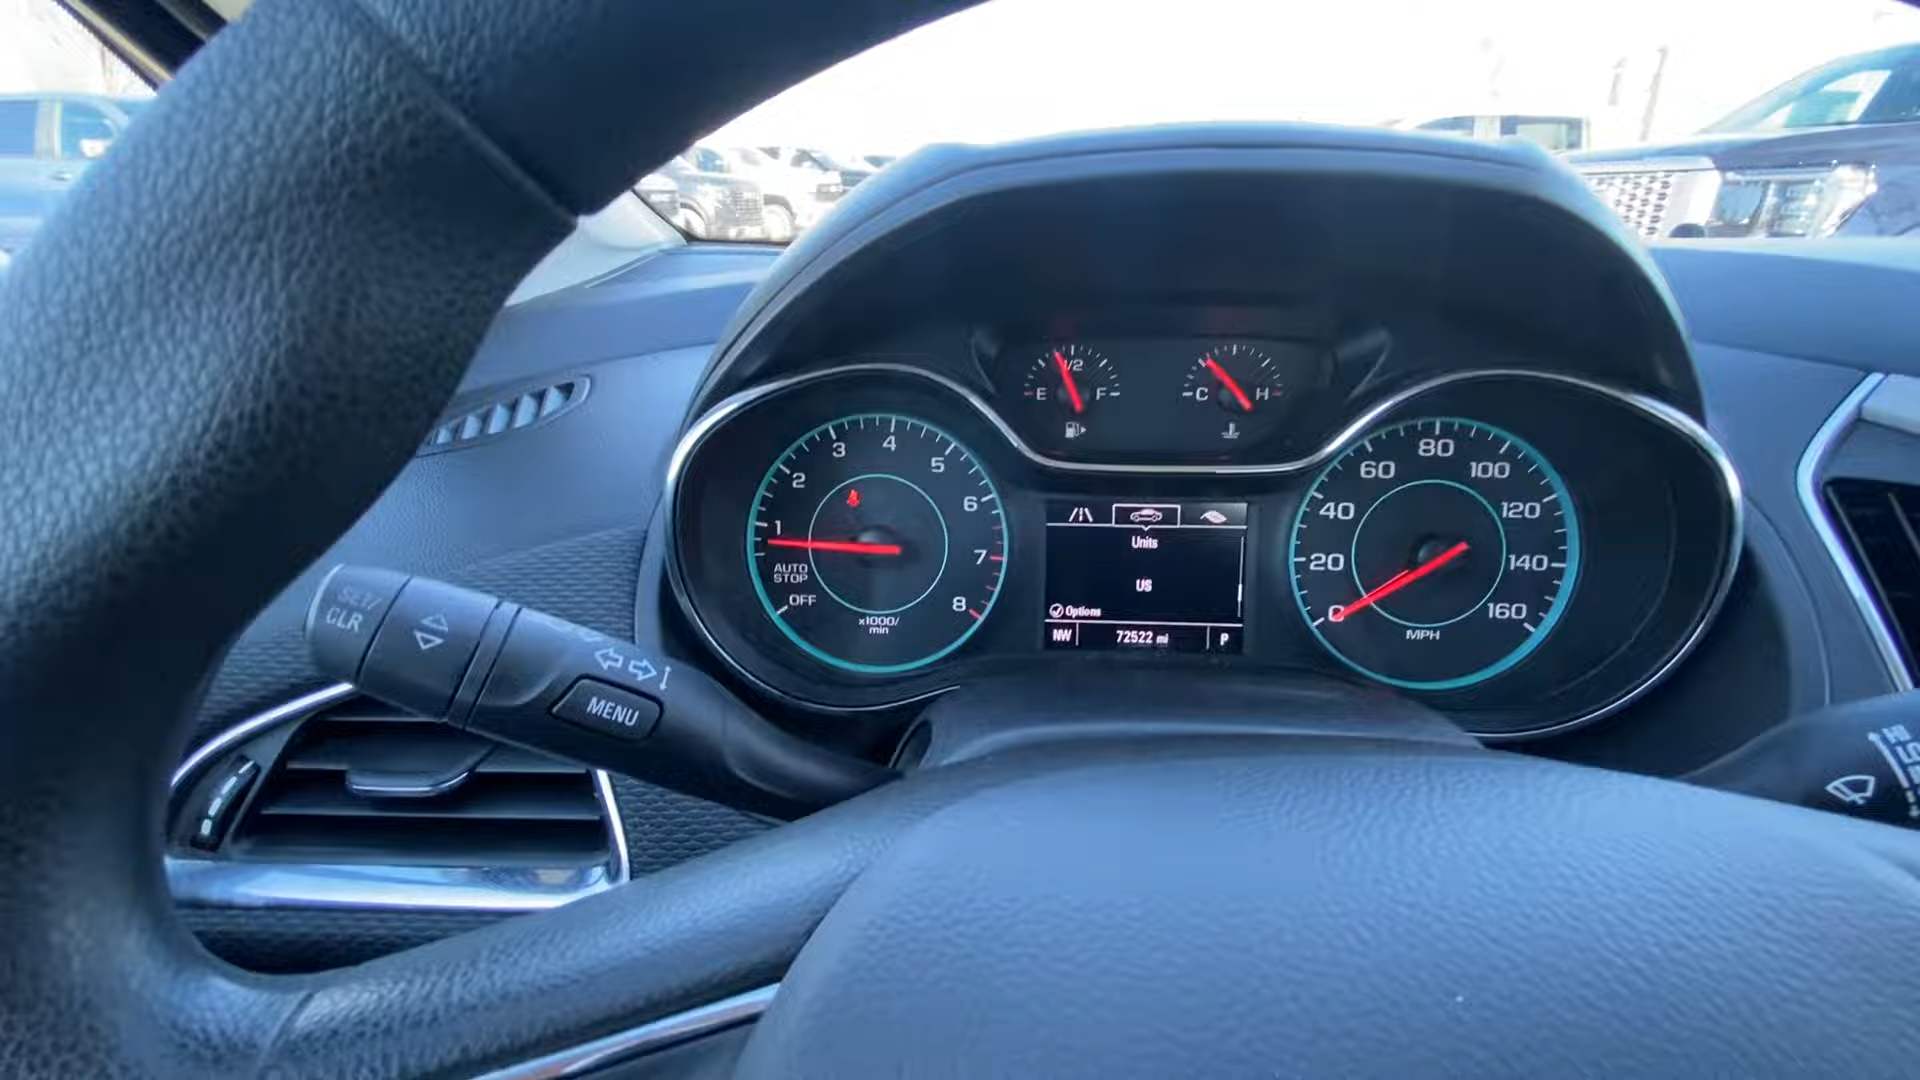 1/2
E F
C H
1 2 3 4 5 6 7 8
AUTO
STOP
OFF
x1000/
min
Units
US
Options
NW 72522 mi P
0 20 40 60 80 100 120 140 160
MPH
CLR
MENU